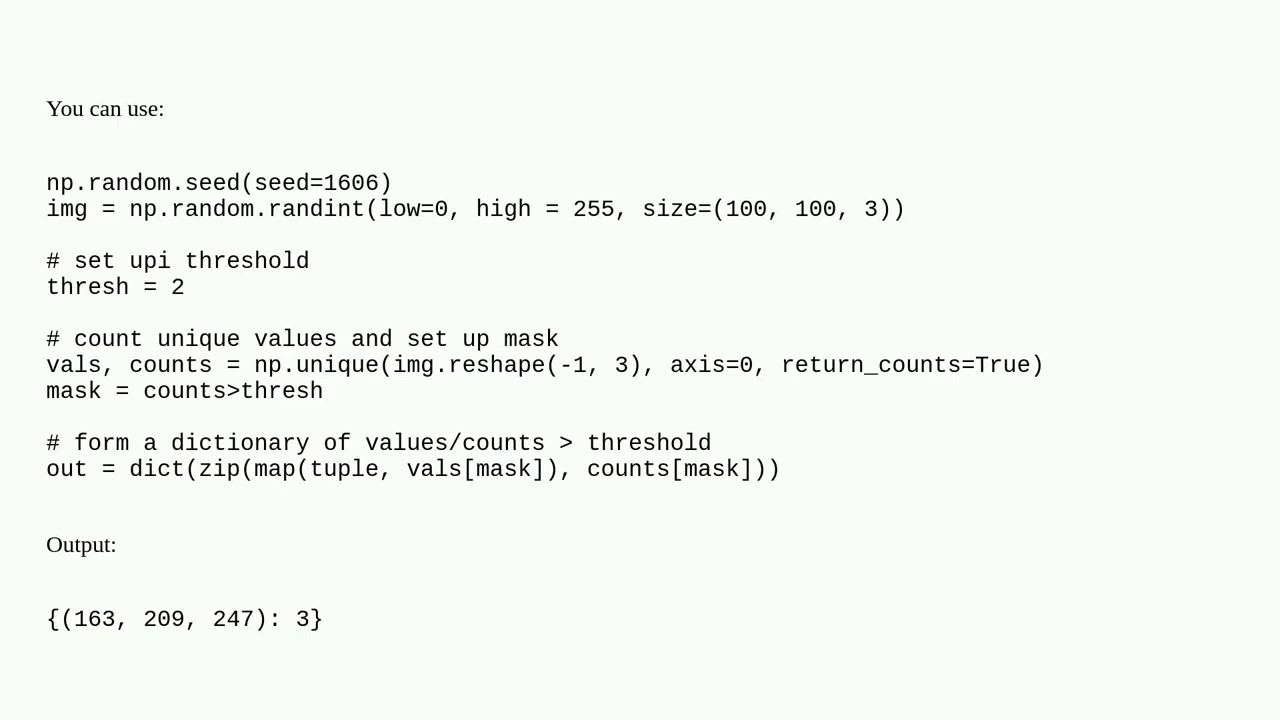 You can use:
np.random.seed(seed=1606)
img = np.random.randint(low=0, high = 255, size=(100, 100, 3))
# set upi threshold
thresh = 2
# count unique values and set up mask
vals, counts = np.unique(img.reshape(-1, 3), axis=0, return_counts=True)
mask = counts>thresh
# form a dictionary of values/counts > threshold
out = dict(zip(map(tuple, vals[mask]), counts[mask]))
Output:
{(163, 209, 247): 3}